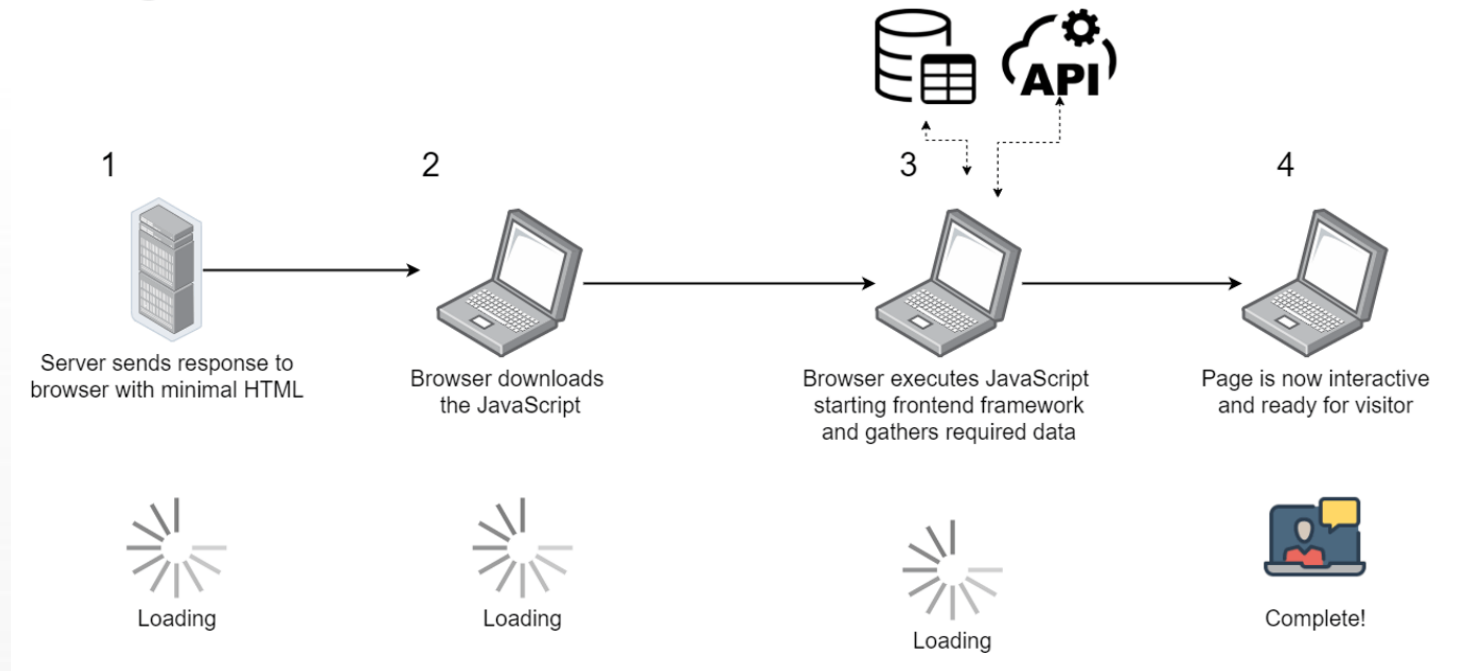 API
1
2
3
4
Server sends response to
browser with minimal HTML
Browser downloads
the JavaScript
Browser executes JavaScript
starting frontend framework
and gathers required data
Page is now interactive
and ready for visitor
Loading
Loading
Loading
Complete!